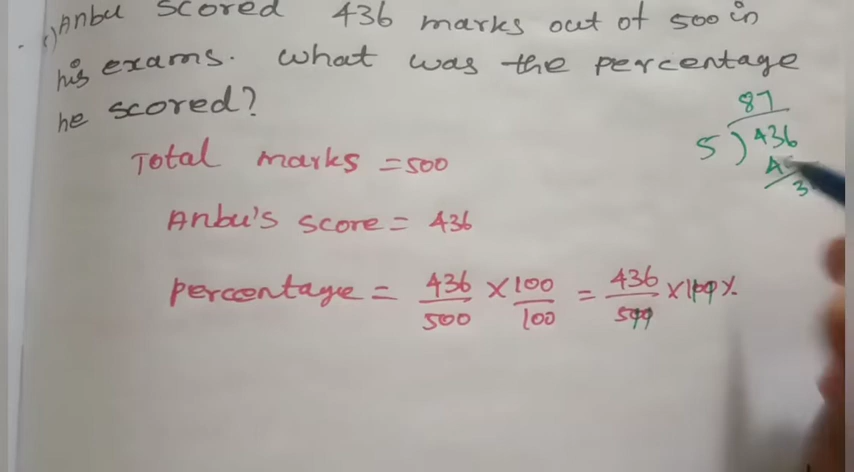 1) Anbu scored 436 marks out of 500 in
his exams. What was the percentage
he scored?
87
5)436
Total marks = 500
Anbu's score = 436
percentage = 436/500 × 100/100 = 436/500 × 100%